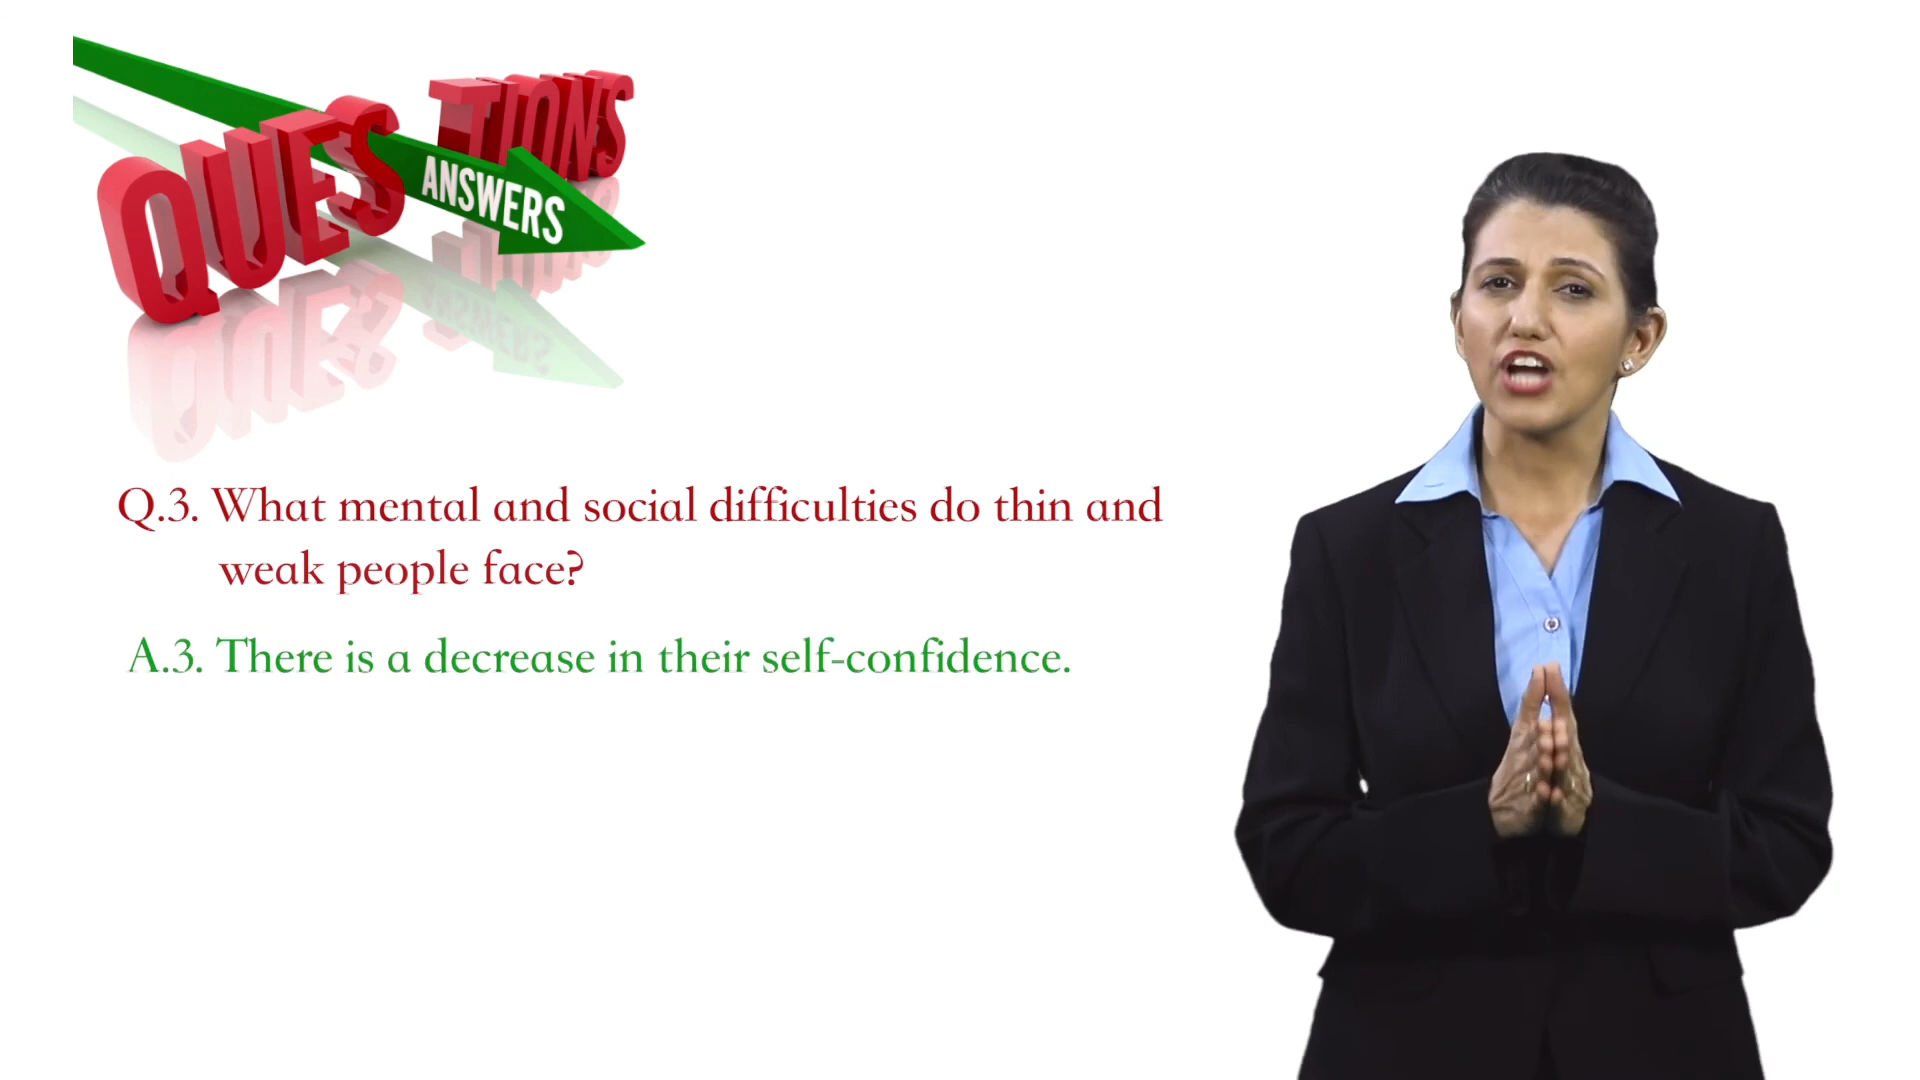 QUESTIONS
ANSWERS
Q.3. What mental and social difficulties do thin and
weak people face?
A.3. There is a decrease in their self-confidence.